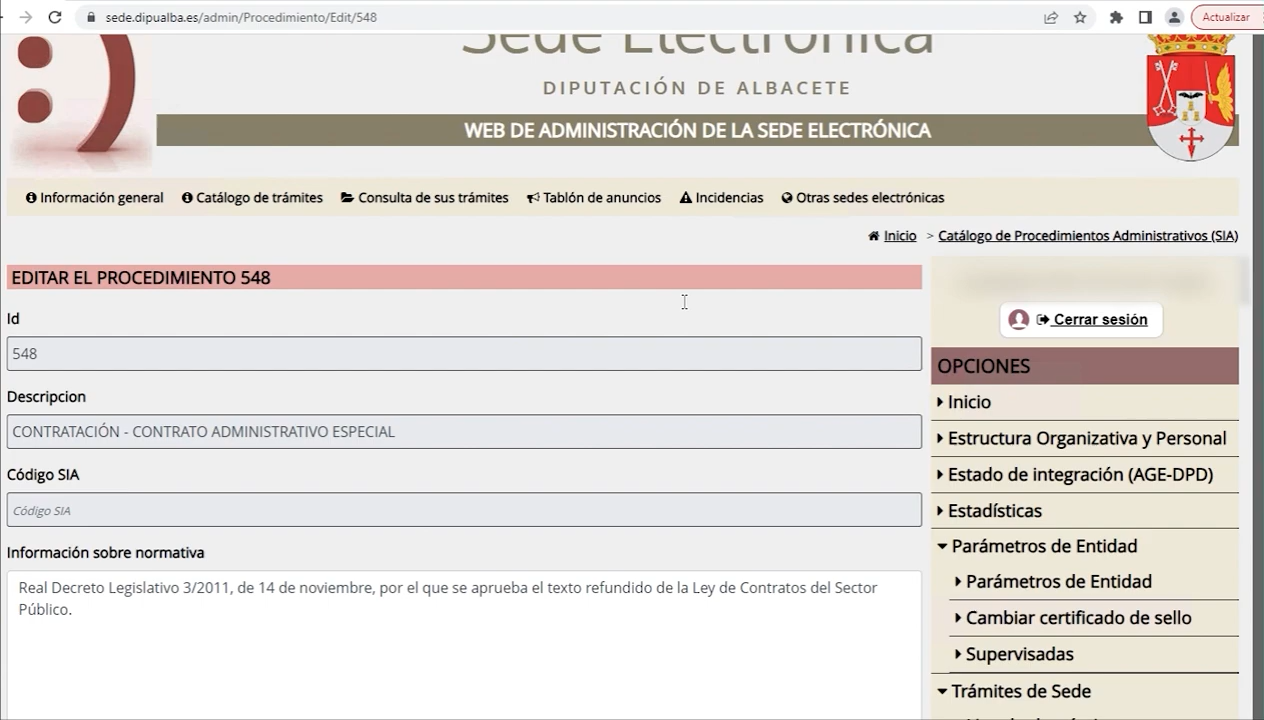 sede.dipualba.es/admin/Procedimiento/Edit/548
Actualizar
Sede Electrónica
DIPUTACIÓN DE ALBACETE
WEB DE ADMINISTRACIÓN DE LA SEDE ELECTRÓNICA
Información general Catálogo de trámites Consulta de sus trámites Tablón de anuncios Incidencias Otras sedes electrónicas
Inicio > Catálogo de Procedimientos Administrativos (SIA)
EDITAR EL PROCEDIMIENTO 548
Id
548
Descripcion
CONTRATACIÓN - CONTRATO ADMINISTRATIVO ESPECIAL
Código SIA
Código SIA
Información sobre normativa
Real Decreto Legislativo 3/2011, de 14 de noviembre, por el que se aprueba el texto refundido de la Ley de Contratos del Sector
Público.
Cerrar sesión
OPCIONES
Inicio
Estructura Organizativa y Personal
Estado de integración (AGE-DPD)
Estadísticas
Parámetros de Entidad
Parámetros de Entidad
Cambiar certificado de sello
Supervisadas
Trámites de Sede